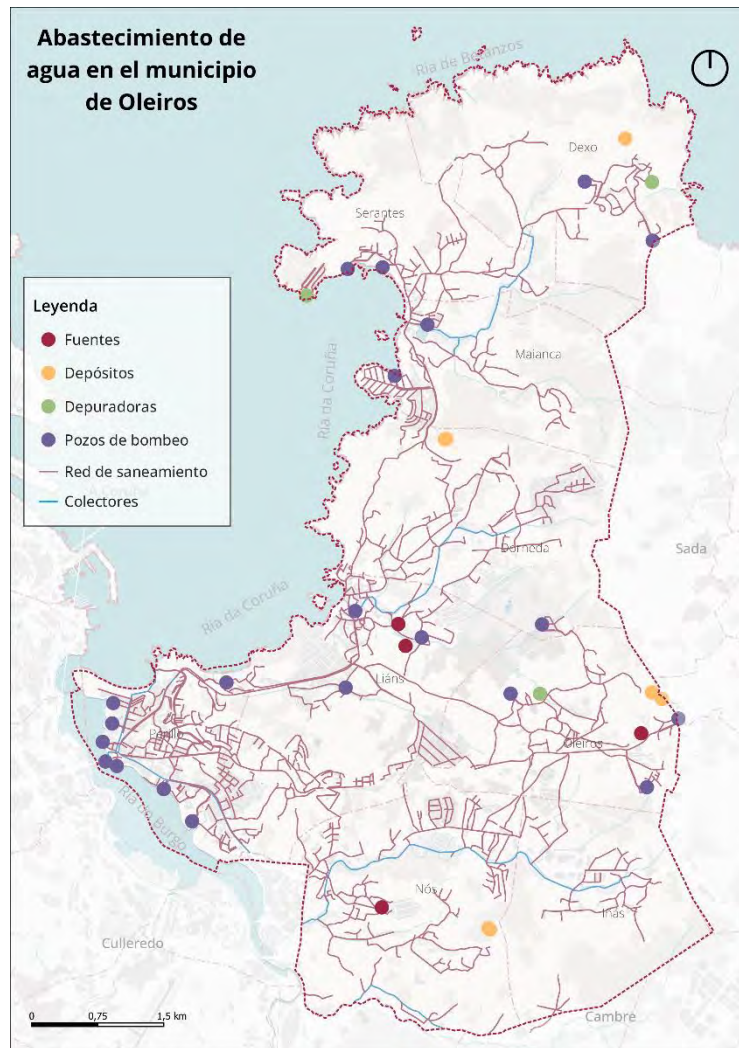 Abastecimiento de
agua en el municipio
de Oleiros
Ría de Betanzos
Dexo
Serantes
Leyenda
Fuentes
Depósitos
Depuradoras
Pozos de bombeo
Red de saneamiento
Colectores
Maianca
Ría da Coruña
Dorneda
Sada
Ría da Coruña
Liáns
Perillo
Oleiros
Ría do Burgo
Nós
Iñás
Culleredo
Cambre
0
0,75
1,5 km